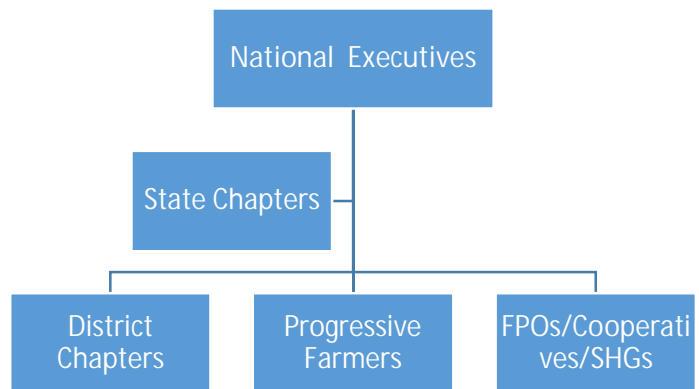 National Executives
State Chapters
District
Chapters
Progressive
Farmers
FPOs/Cooperati
ves/SHGs